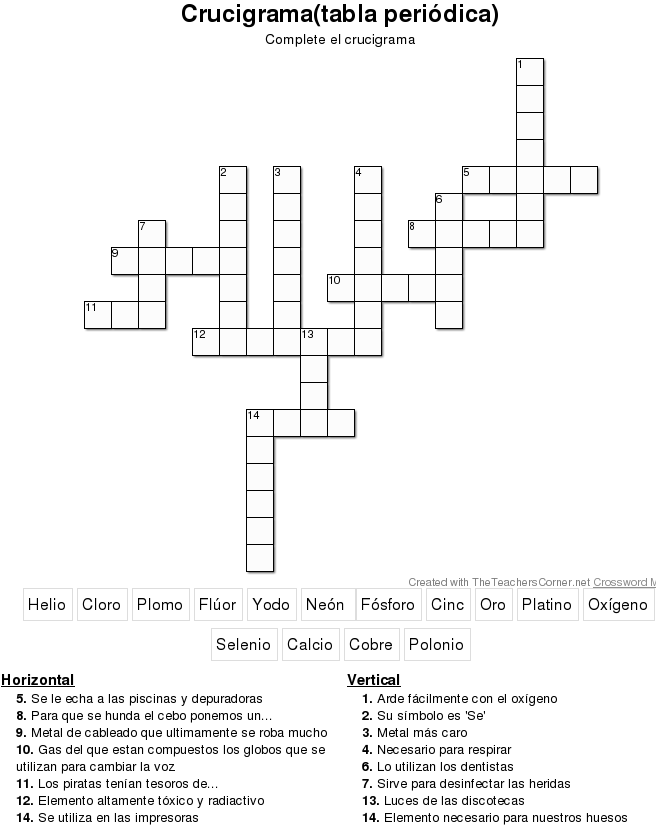 Crucigrama(tabla periódica)
Complete el crucigrama
1
2 3 4 5
6
7 8
9
10
11
12 13
14
Created with TheTeachersCorner.net Crossword M
Helio Cloro Plomo Flúor Yodo Neón Fósforo Cinc Oro Platino Oxígeno
Selenio Calcio Cobre Polonio
Horizontal
5. Se le echa a las piscinas y depuradoras
8. Para que se hunda el cebo ponemos un...
9. Metal de cableado que ultimamente se roba mucho
10. Gas del que estan compuestos los globos que se
utilizan para cambiar la voz
11. Los piratas tenían tesoros de...
12. Elemento altamente tóxico y radiactivo
14. Se utiliza en las impresoras
Vertical
1. Arde fácilmente con el oxígeno
2. Su símbolo es 'Se'
3. Metal más caro
4. Necesario para respirar
6. Lo utilizan los dentistas
7. Sirve para desinfectar las heridas
13. Luces de las discotecas
14. Elemento necesario para nuestros huesos